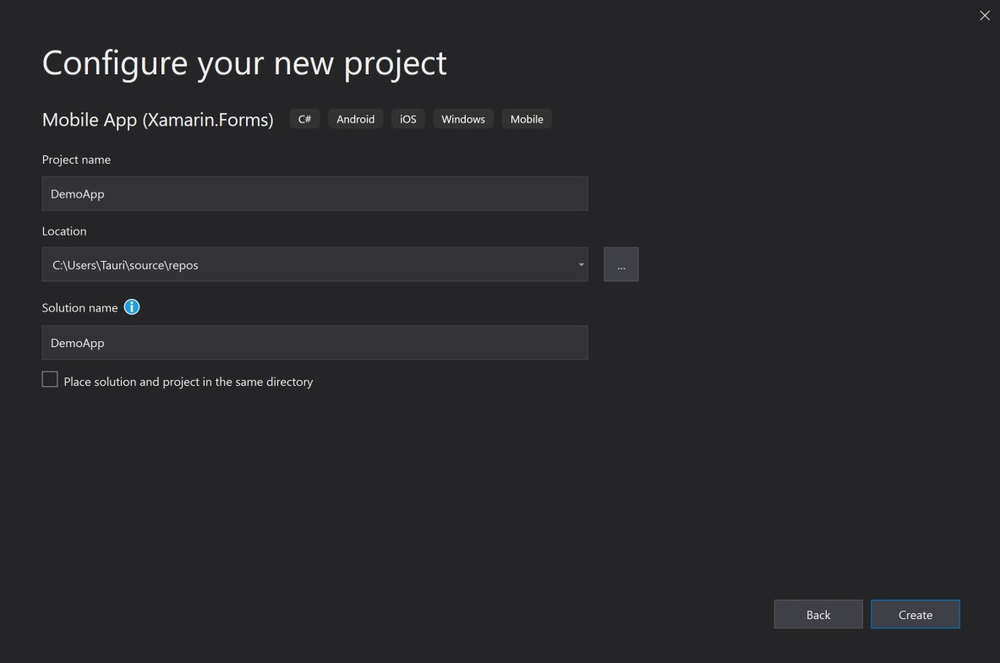 Configure your new project
Mobile App (Xamarin.Forms) C# Android iOS Windows Mobile
Project name
DemoApp
Location
C:\Users\Tauri\source\repos
...
Solution name
DemoApp
Place solution and project in the same directory
Back Create